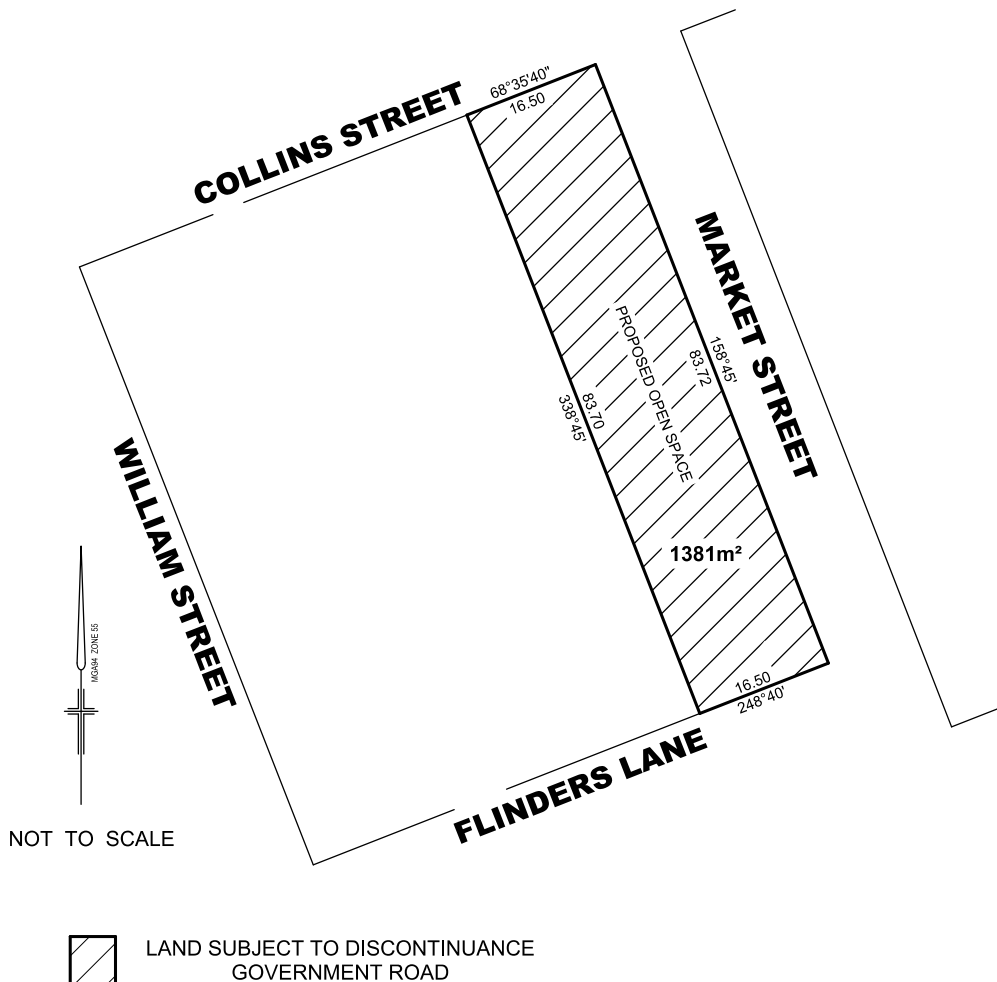 68°35'40"
16.50
COLLINS STREET
MARKET STREET
PROPOSED OPEN SPACE
158°45'
83.72
83.70
338°45'
WILLIAM STREET
1381m²
MGA94 ZONE 55
16.50
248°40'
FLINDERS LANE
NOT TO SCALE
LAND SUBJECT TO DISCONTINUANCE
GOVERNMENT ROAD